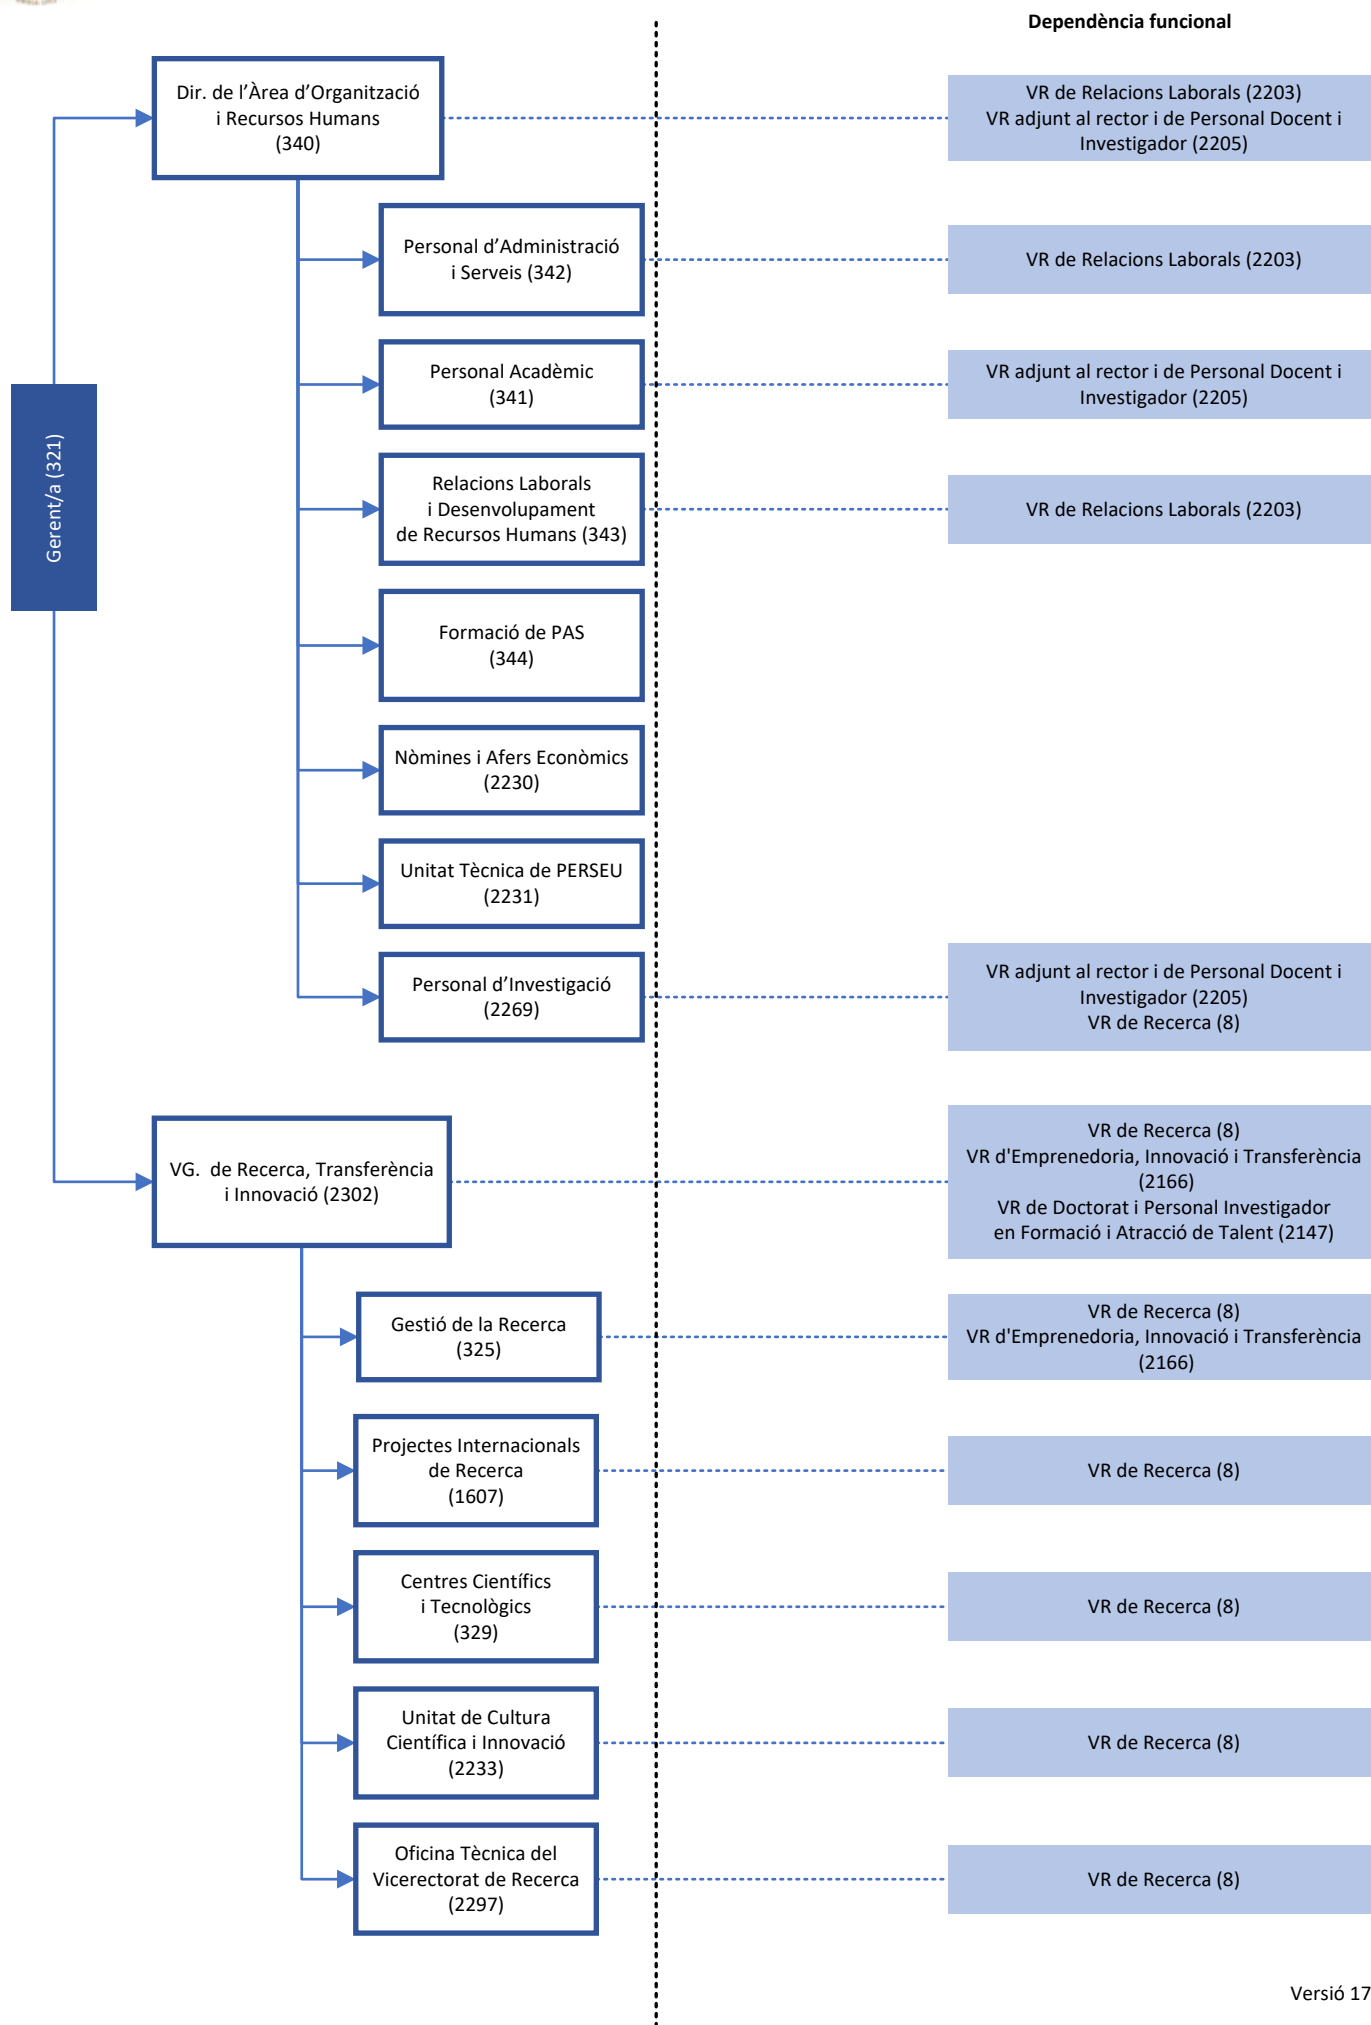 Dependència funcional
Dir. de l'Àrea d'Organització
i Recursos Humans
(340)
VR de Relacions Laborals (2203)
VR adjunt al rector i de Personal Docent i
Investigador (2205)
Personal d'Administració
i Serveis (342)
VR de Relacions Laborals (2203)
Personal Acadèmic
(341)
VR adjunt al rector i de Personal Docent i
Investigador (2205)
Gerent/a (321)
Relacions Laborals
i Desenvolupament
de Recursos Humans (343)
VR de Relacions Laborals (2203)
Formació de PAS
(344)
Nòmines i Afers Econòmics
(2230)
Unitat Tècnica de PERSEU
(2231)
Personal d'Investigació
(2269)
VR adjunt al rector i de Personal Docent i
Investigador (2205)
VR de Recerca (8)
VG.  de Recerca, Transferència
i Innovació (2302)
VR de Recerca (8)
VR d'Emprenedoria, Innovació i Transferència
(2166)
VR de Doctorat i Personal Investigador
en Formació i Atracció de Talent (2147)
Gestió de la Recerca
(325)
VR de Recerca (8)
VR d'Emprenedoria, Innovació i Transferència
(2166)
Projectes Internacionals
de Recerca
(1607)
VR de Recerca (8)
Centres Científics
i Tecnològics
(329)
VR de Recerca (8)
Unitat de Cultura
Científica i Innovació
(2233)
VR de Recerca (8)
Oficina Tècnica del
Vicerectorat de Recerca
(2297)
VR de Recerca (8)
Versió 17